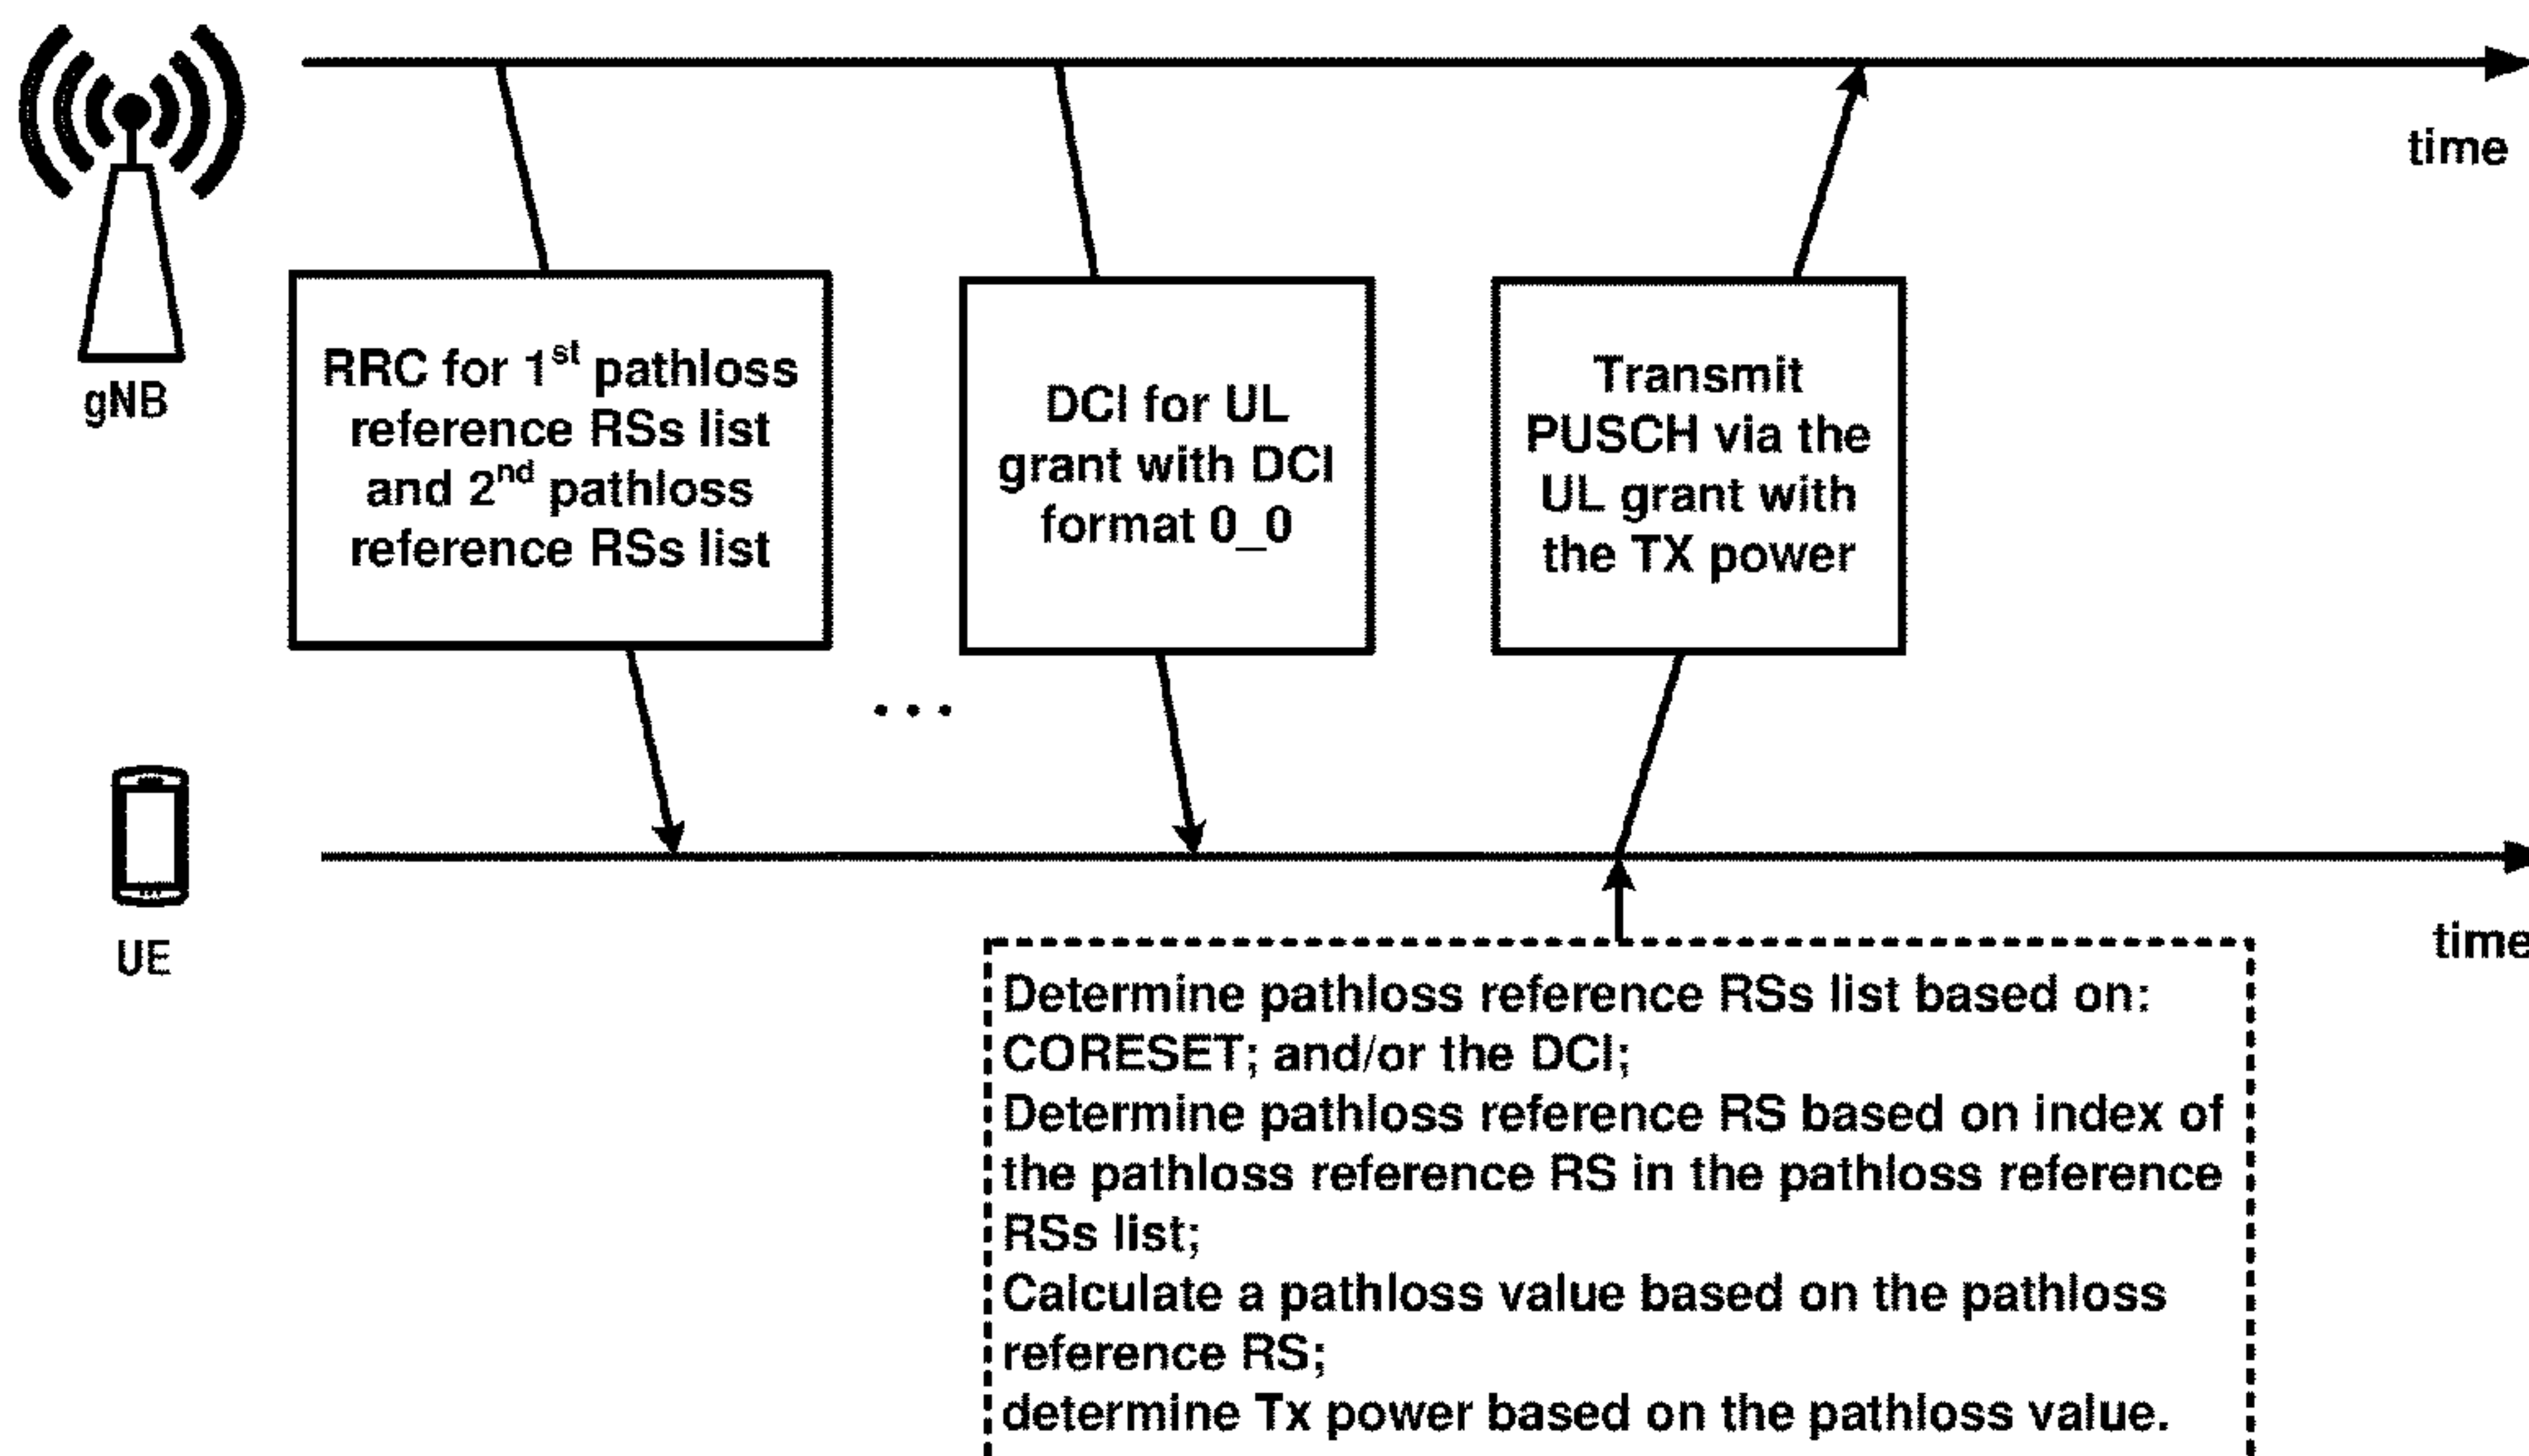 time
gNB
RRC for 1st pathloss
reference RSs list
and 2nd pathloss
reference RSs list
DCI for UL
grant with DCI
format 0_0
Transmit
PUSCH via the
UL grant with
the TX power
...
UE
time
Determine pathloss reference RSs list based on:
CORESET; and/or the DCI;
Determine pathloss reference RS based on index of
the pathloss reference RS in the pathloss reference
RSs list;
Calculate a pathloss value based on the pathloss
reference RS;
determine Tx power based on the pathloss value.